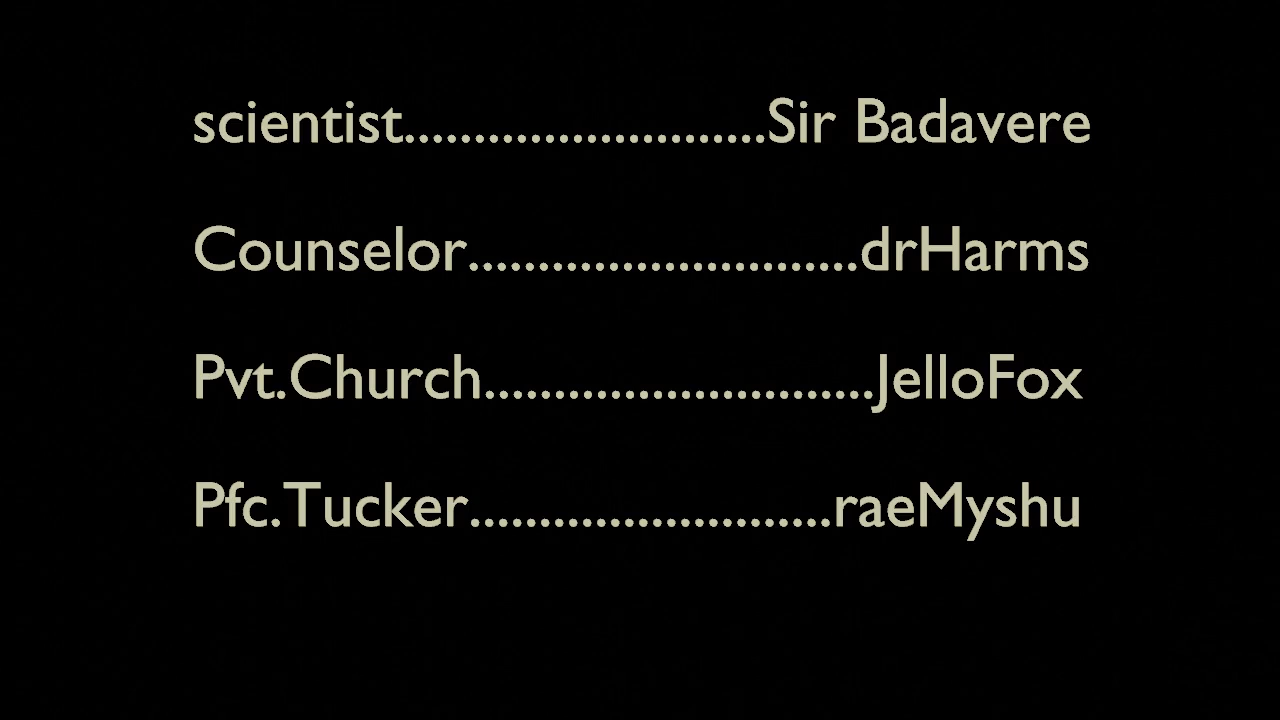 scientist..........................Sir Badavere
Counselor............................drHarms
Pvt.Church............................JelloFox
Pfc.Tucker..........................raeMyshu